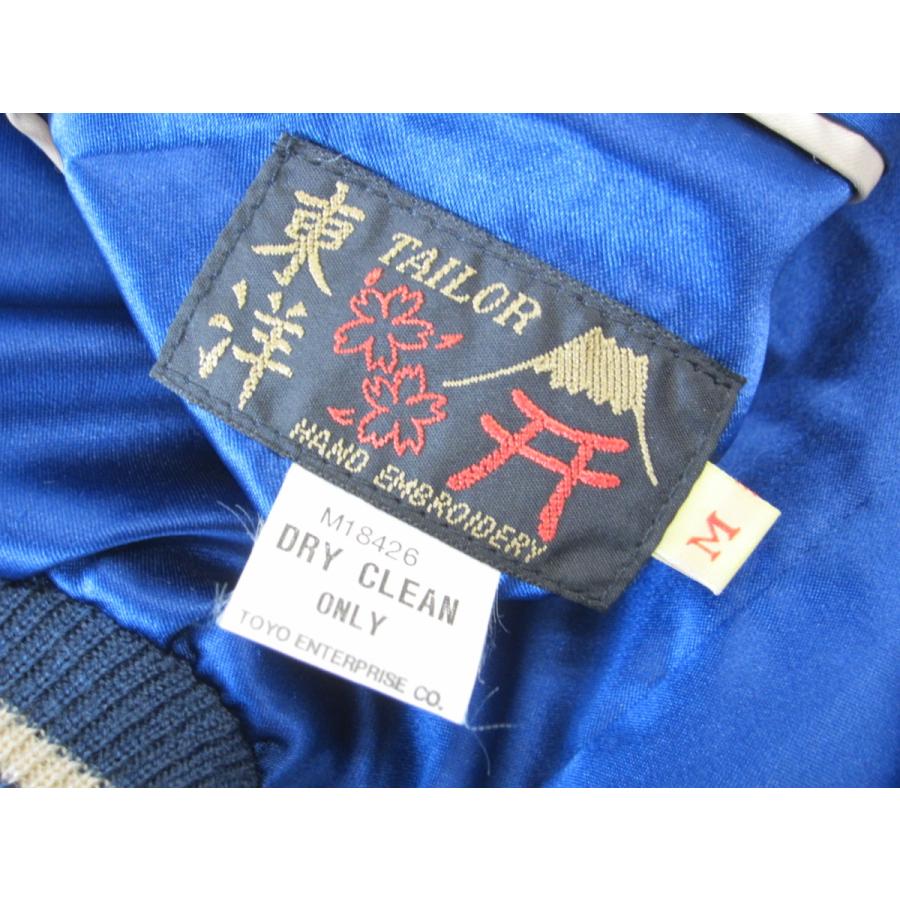 東洋
TAILOR
HAND EMBROIDERY
M
M18426
DRY CLEAN
ONLY
TOYO ENTERPRISE CO.